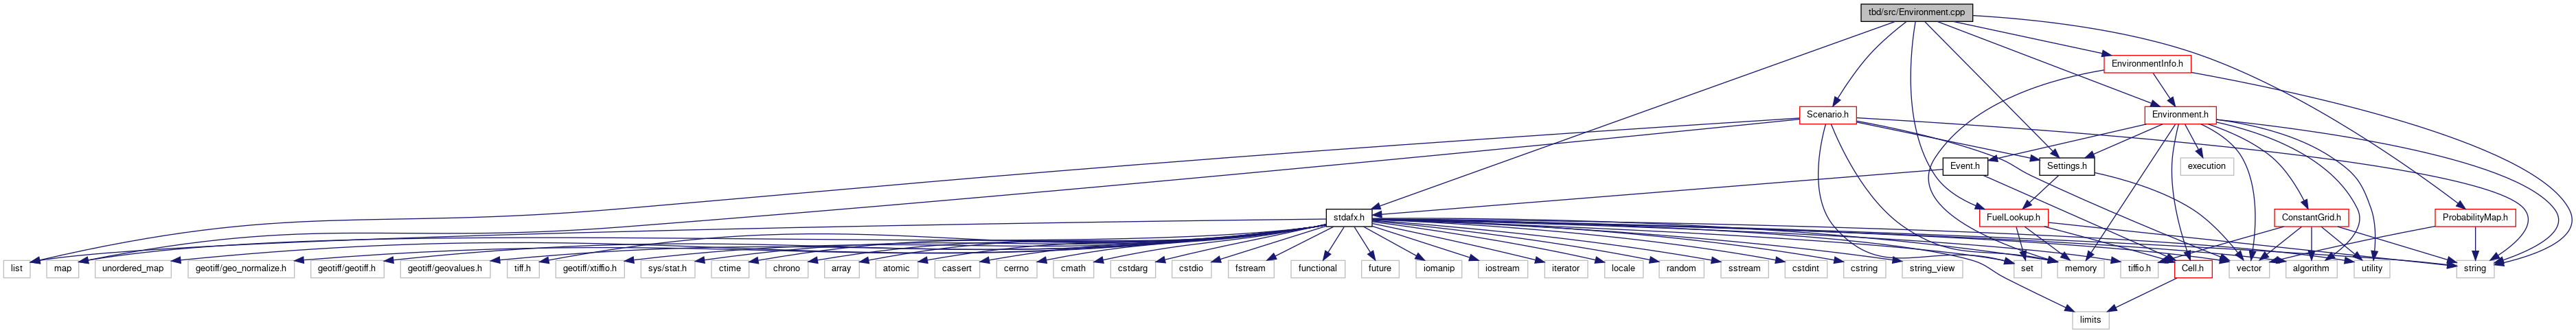 tbd/src/Environment.cpp
EnvironmentInfo.h
Scenario.h
Environment.h
Event.h
Settings.h
execution
stdafx.h
FuelLookup.h
ConstantGrid.h
ProbabilityMap.h
list
map
unordered_map
geotiff/geo_normalize.h
geotiff/geotiff.h
geotiff/geovalues.h
tiff.h
geotiff/xtiffio.h
sys/stat.h
ctime
chrono
array
atomic
cassert
cerrno
cmath
cstdarg
cstdio
fstream
functional
future
iomanip
iostream
iterator
locale
random
sstream
cstdint
cstring
string_view
set
memory
tiffio.h
Cell.h
vector
algorithm
utility
string
limits